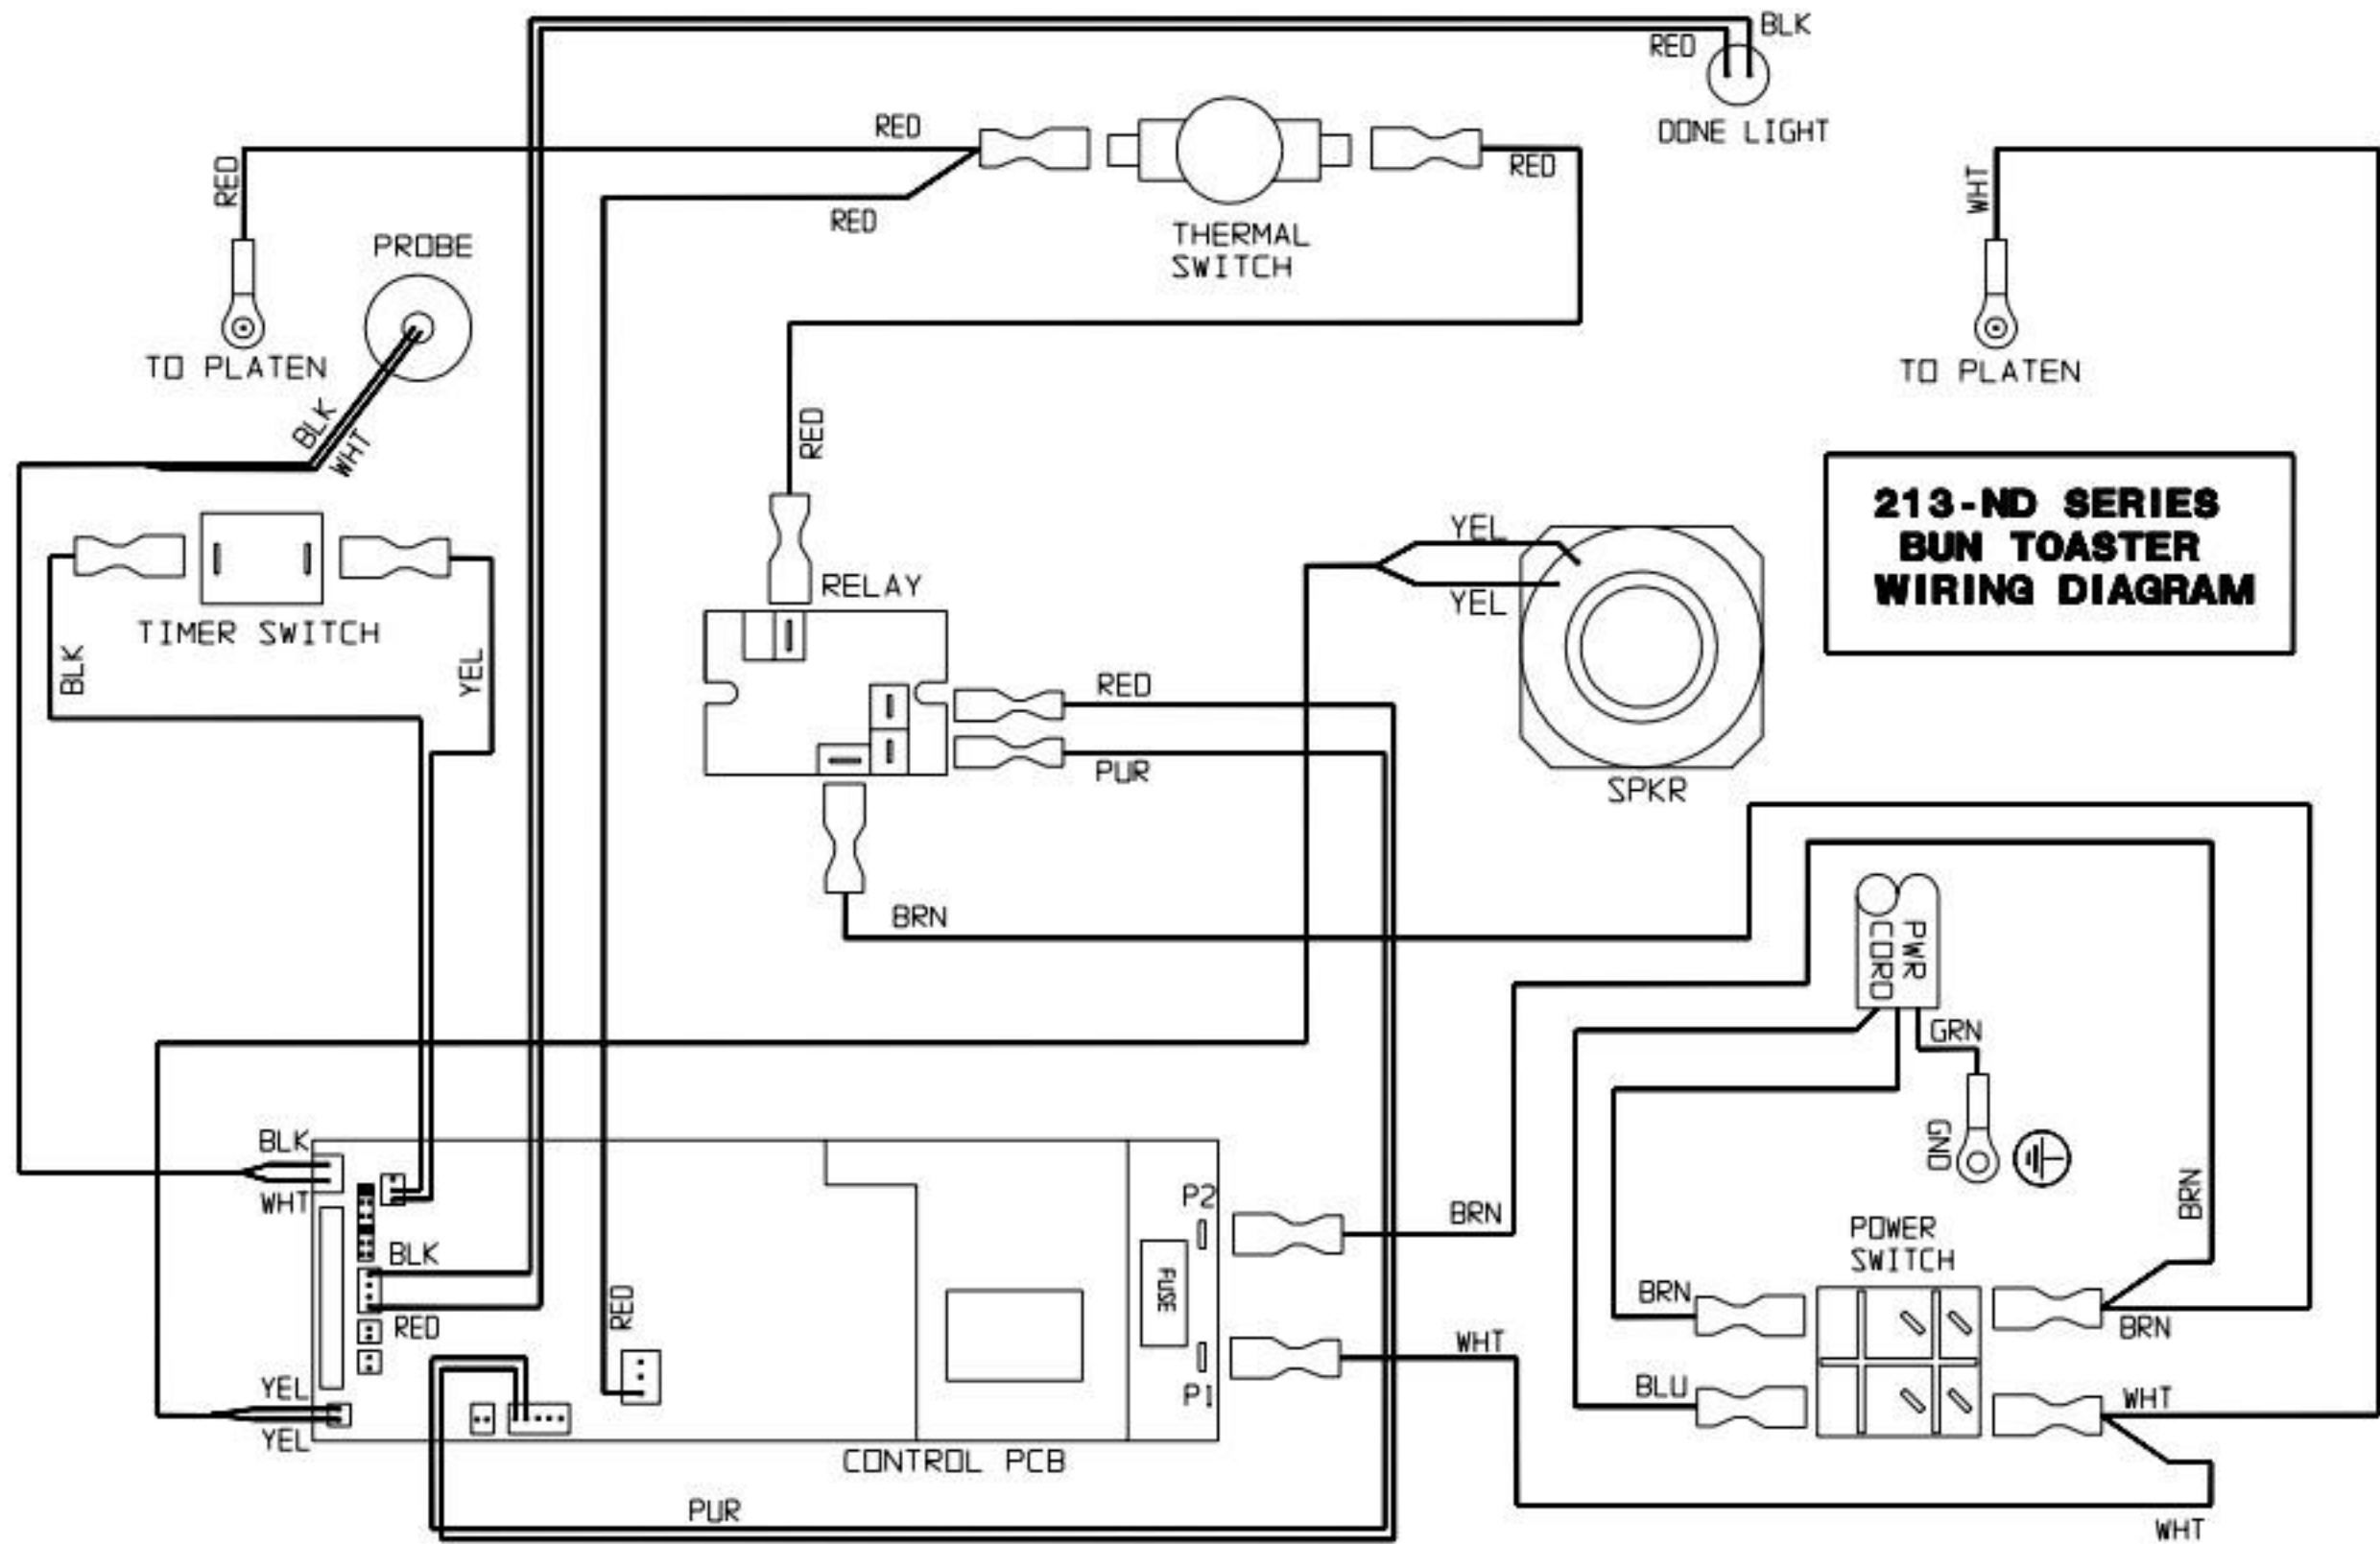 BLK
RED
DONE LIGHT
RED
RED
RED
RED
THERMAL
SWITCH
WHT
PROBE
TO PLATEN
TO PLATEN
BLK
WHT
RED
213-ND SERIES
BUN TOASTER
WIRING DIAGRAM
YEL
YEL
RELAY
TIMER SWITCH
BLK
YEL
RED
PUR
SPKR
BRN
PWR
CORD
GRN
GND
BLK
WHT
BLK
RED
RED
YEL
YEL
P2
FUSE
P1
BRN
WHT
POWER
SWITCH
BRN
BRN
BRN
BLU
WHT
CONTROL PCB
PUR
WHT